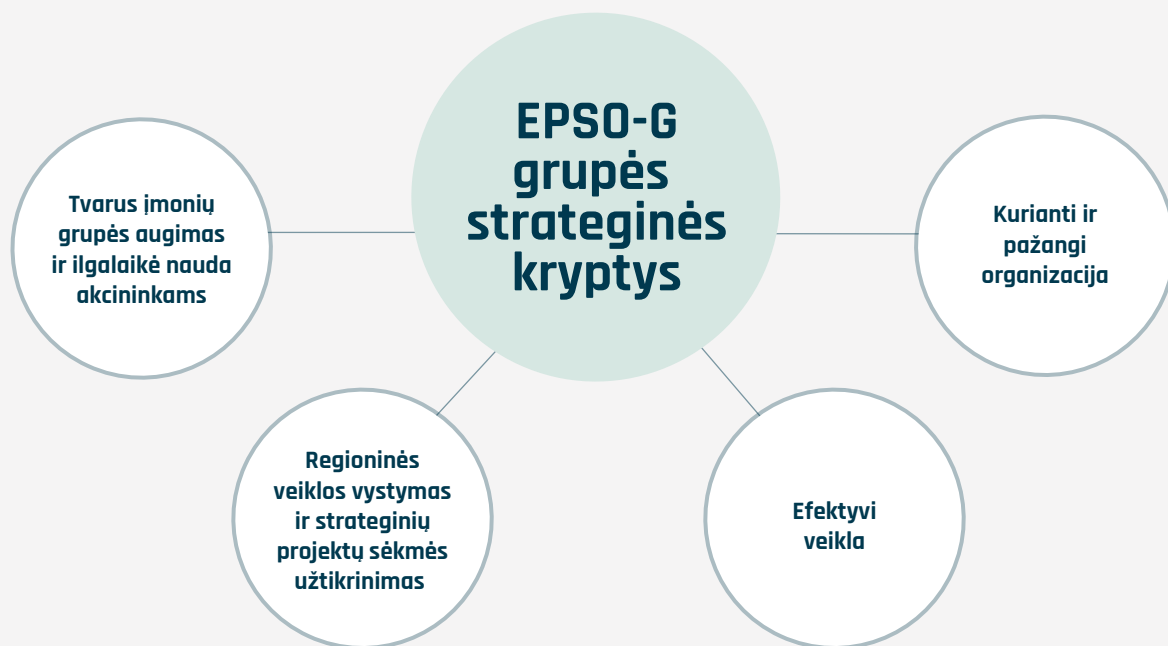 EPSO-G
grupės
strateginės
kryptys
Tvarus įmonių
grupės augimas
ir ilgalaikė nauda
akcininkams
Regioninės
veiklos vystymas
ir strateginių
projektų sėkmės
užtikrinimas
Efektyvi
veikla
Kurianti ir
pažangi
organizacija